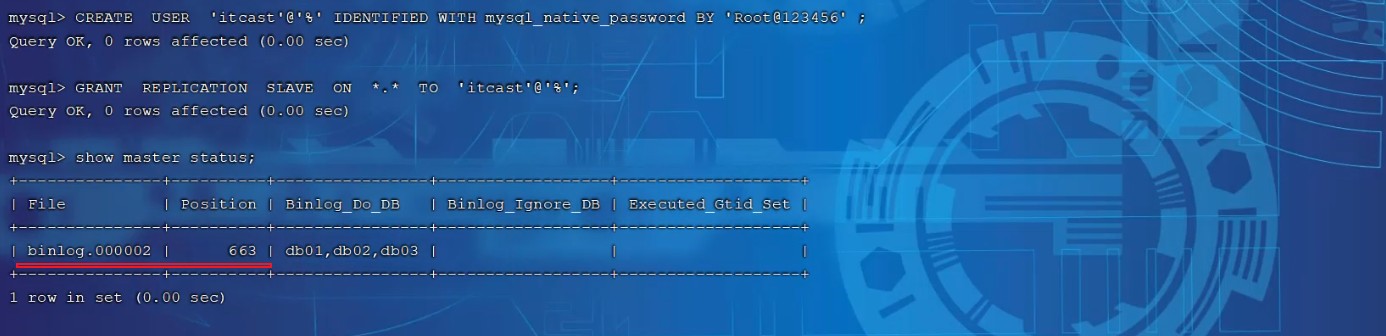 mysql> CREATE  USER  'itcast'@'%' IDENTIFIED WITH mysql_native_password BY 'Root@123456' ;
Query OK, 0 rows affected (0.00 sec)
mysql> GRANT  REPLICATION  SLAVE  ON  *.*  TO  'itcast'@'%';
Query OK, 0 rows affected (0.00 sec)
mysql> show master status;
+---------------+----------+----------------+------------------+-------------------+
| File          | Position | Binlog_Do_DB   | Binlog_Ignore_DB | Executed_Gtid_Set |
+---------------+----------+----------------+------------------+-------------------+
| binlog.000002 |      663 | db01,db02,db03 |                  |                   |
+---------------+----------+----------------+------------------+-------------------+
1 row in set (0.00 sec)